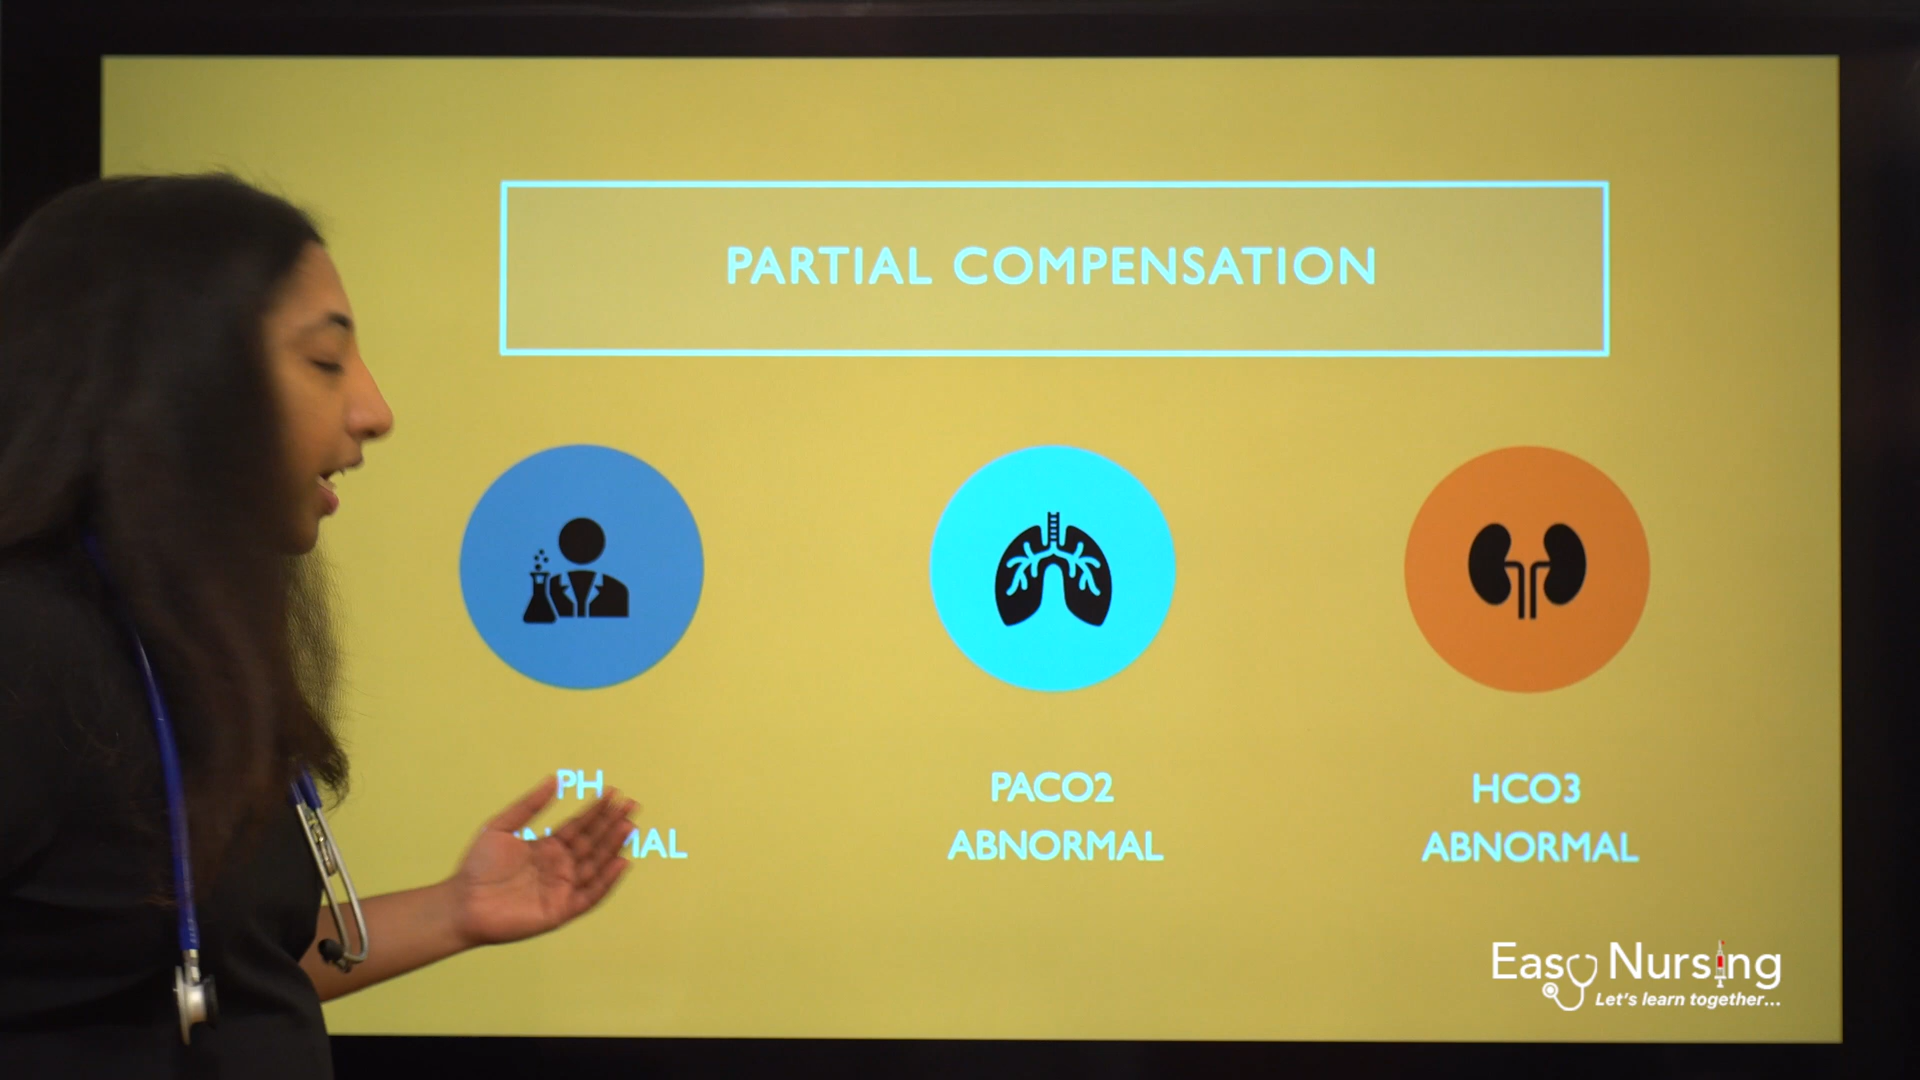 PARTIAL COMPENSATION
PH
PACO2
ABNORMAL
HCO3
ABNORMAL
Easy Nursing
Let's learn together...